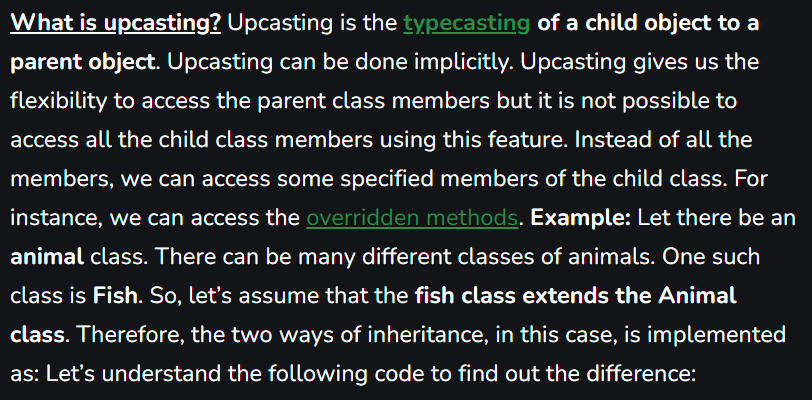 What is upcasting? Upcasting is the typecasting of a child object to a
parent object. Upcasting can be done implicitly. Upcasting gives us the
flexibility to access the parent class members but it is not possible to
access all the child class members using this feature. Instead of all the
members, we can access some specified members of the child class. For
instance, we can access the overridden methods. Example: Let there be an
animal class. There can be many different classes of animals. One such
class is Fish. So, let’s assume that the fish class extends the Animal
class. Therefore, the two ways of inheritance, in this case, is implemented
as: Let’s understand the following code to find out the difference: